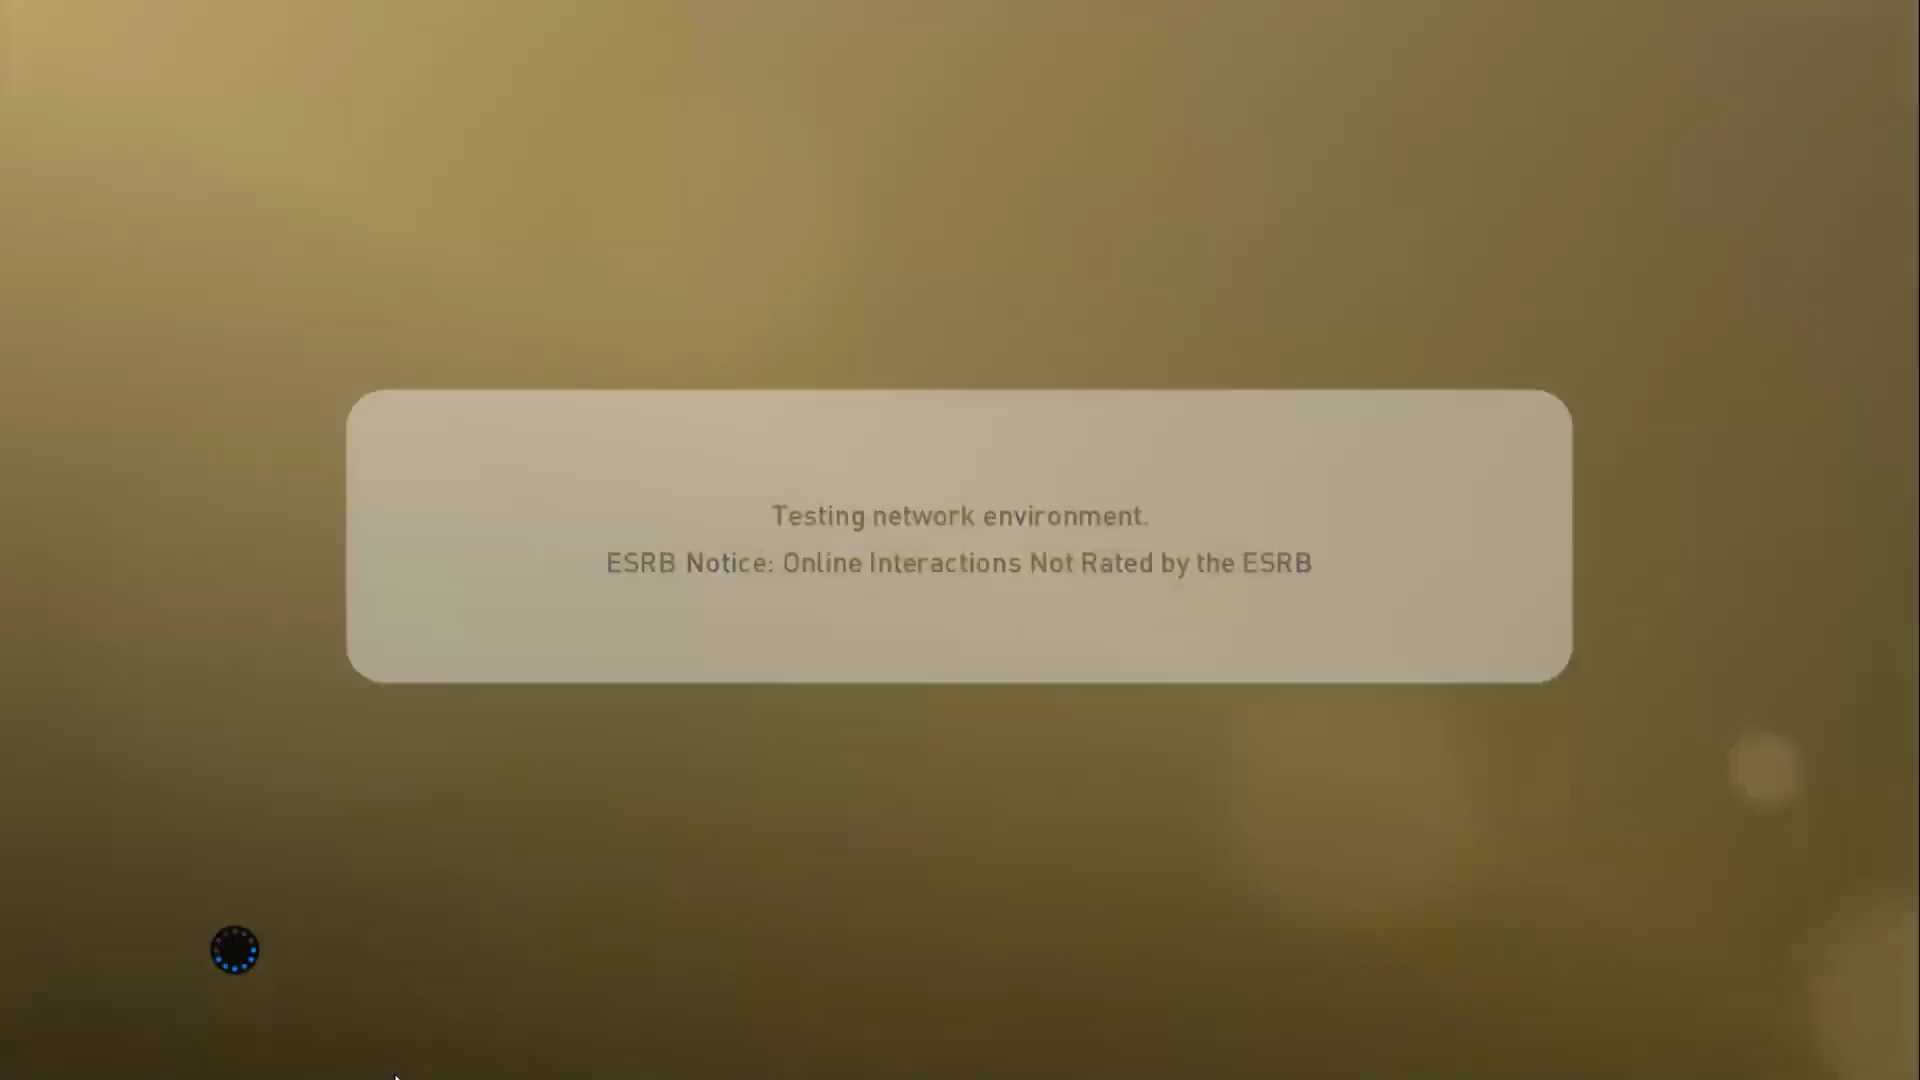 Testing network environment.
ESRB Notice: Online Interactions Not Rated by the ESRB